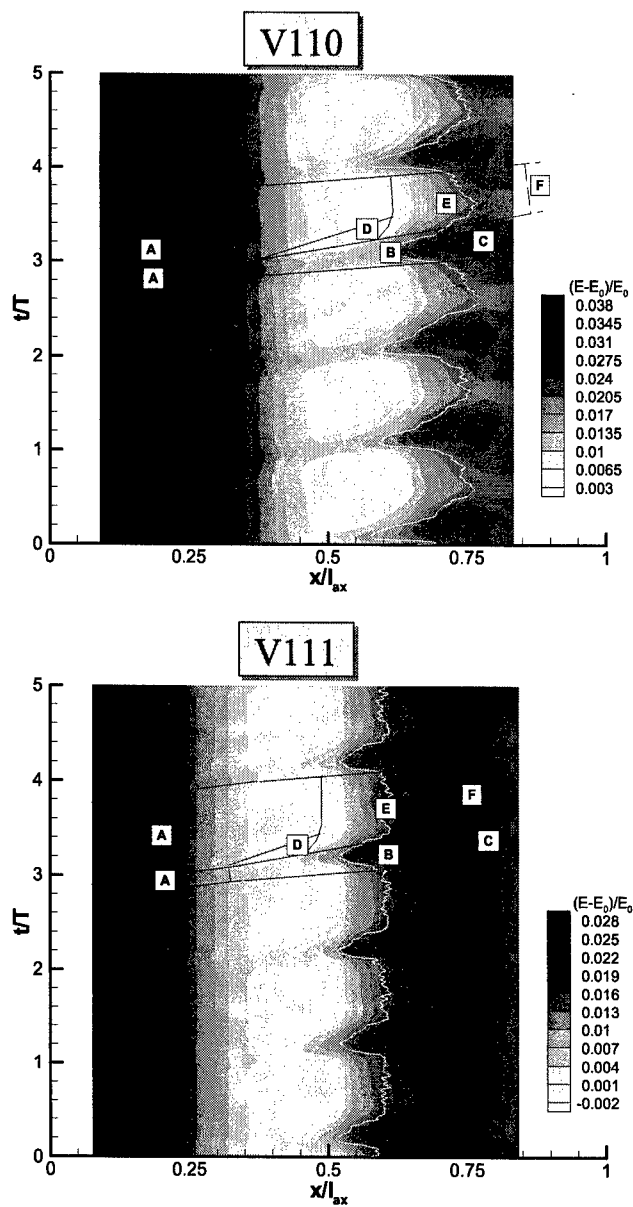 V110
5
4
3
2
1
0
t/T
A
A
D
B
E
C
F
(E-E₀)/E₀
0.038
0.0345
0.031
0.0275
0.024
0.0205
0.017
0.0135
0.01
0.0065
0.003
0
0.25
0.5
0.75
1
x/lₐₓ
V111
5
4
3
2
1
0
t/T
A
A
D
E
B
F
C
(E-E₀)/E₀
0.028
0.025
0.022
0.019
0.016
0.013
0.01
0.007
0.004
0.001
-0.002
0
0.25
0.5
0.75
1
x/lₐₓ